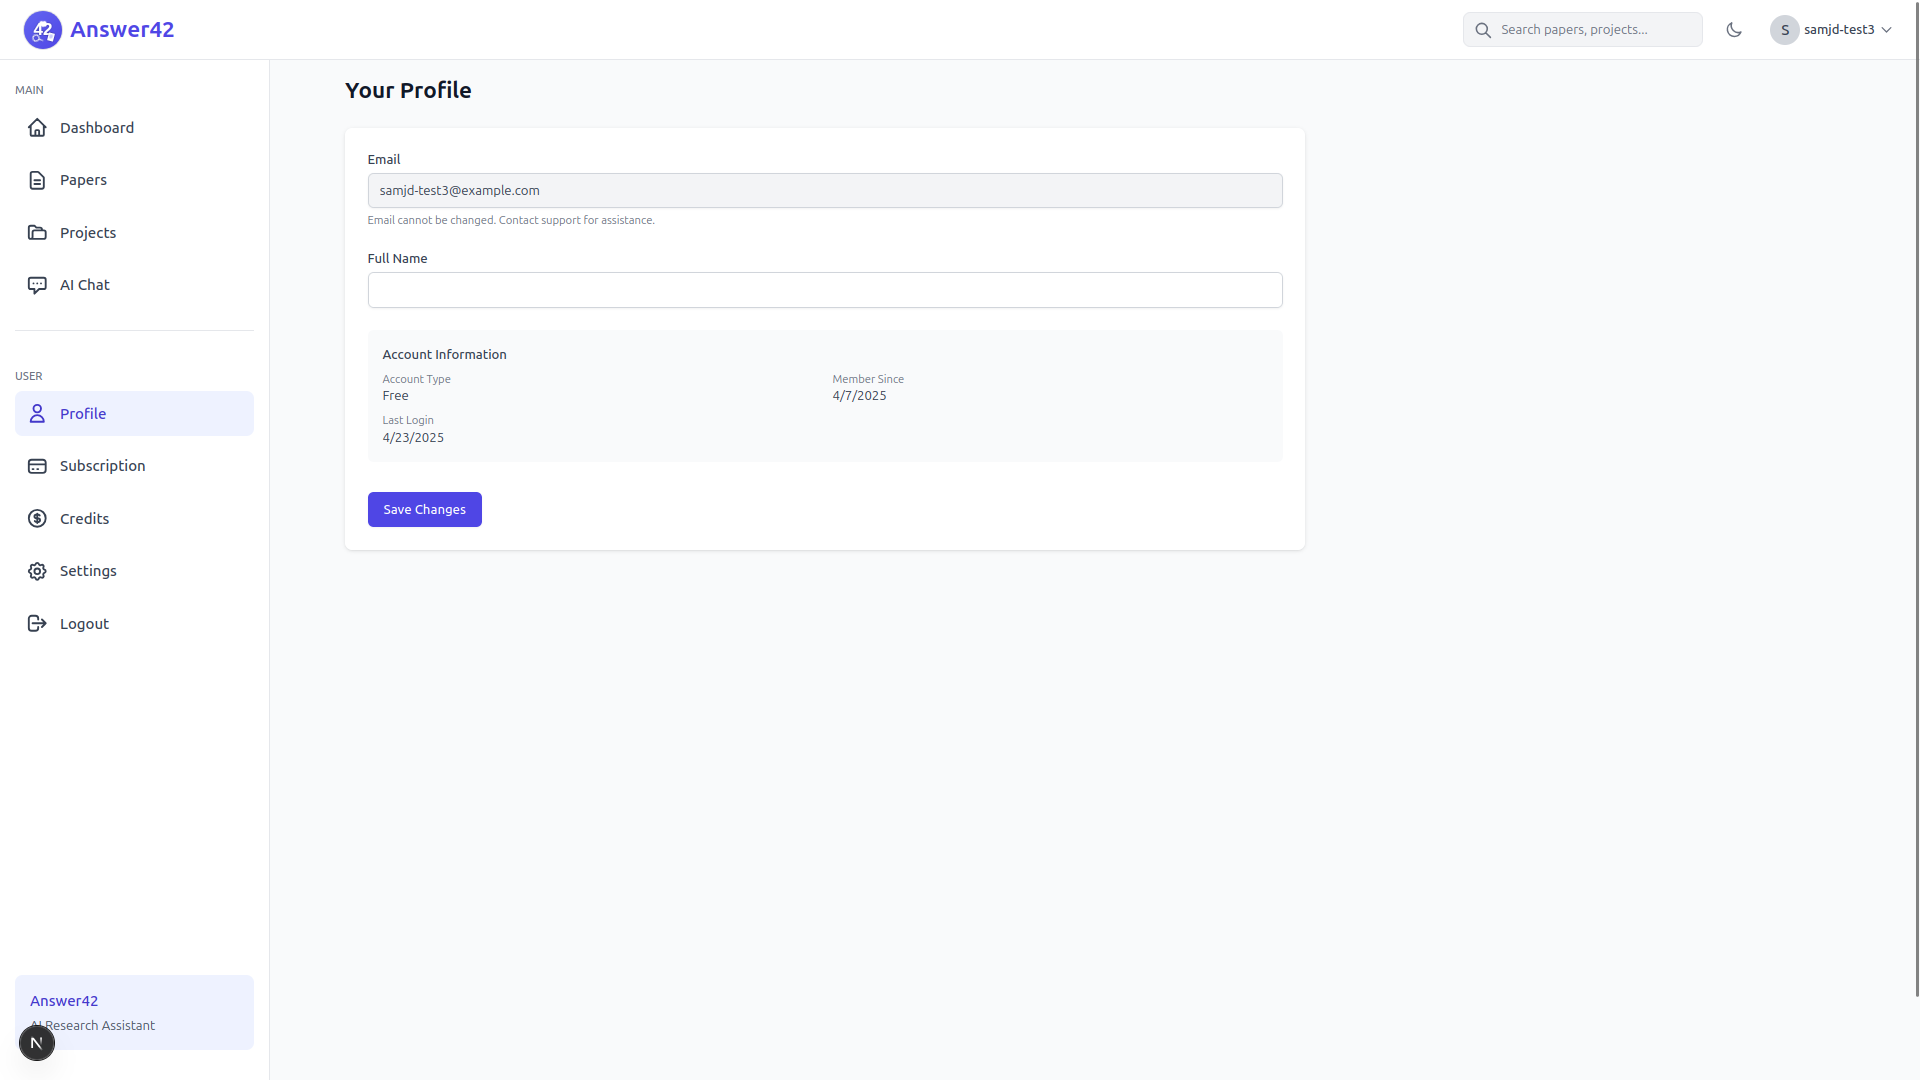 42
Answer42
Search papers, projects...
S
samjd-test3
MAIN
Dashboard
Papers
Projects
AI Chat
USER
Profile
Subscription
Credits
Settings
Logout
Answer42
AI Research Assistant
N
Your Profile
Email
samjd-test3@example.com
Email cannot be changed. Contact support for assistance.
Full Name
Account Information
Account Type
Free
Member Since
4/7/2025
Last Login
4/23/2025
Save Changes